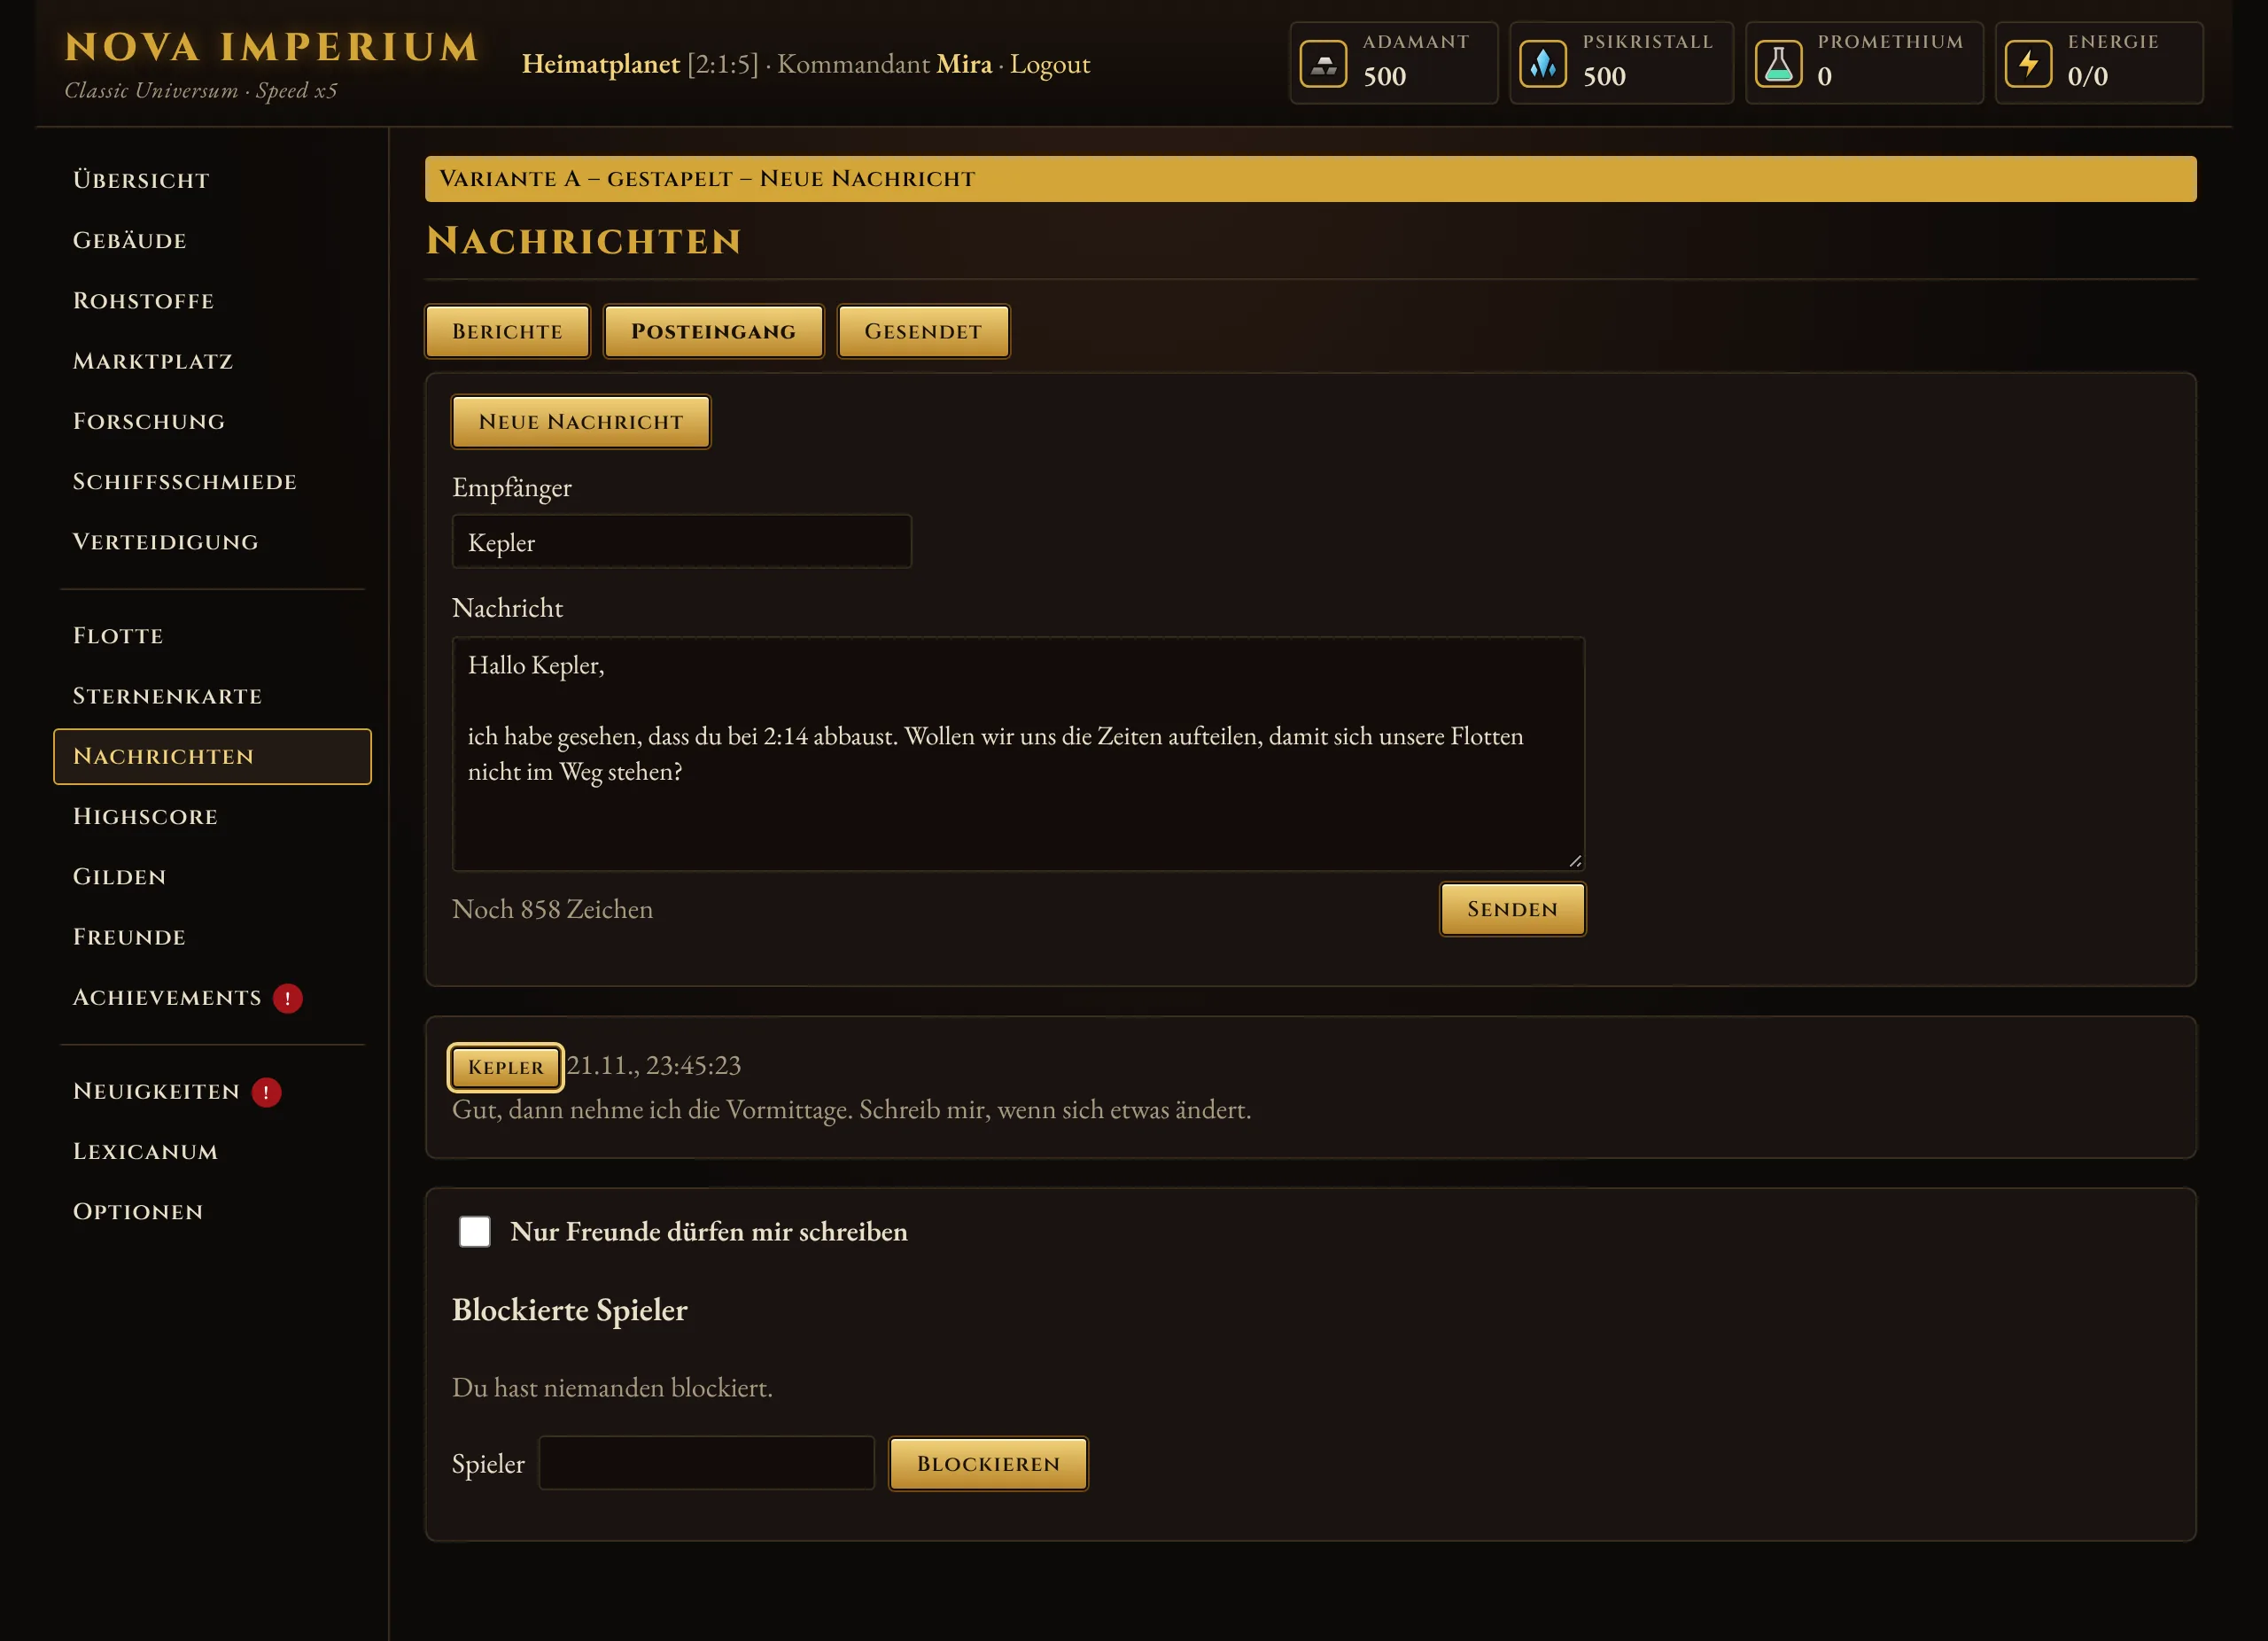 NOVA IMPERIUM
Classic Universum · Speed x5
Heimatplanet [2:1:5] · Kommandant Mira · Logout
ADAMANT
500
PSIKRISTALL
500
PROMETHIUM
0
ENERGIE
0/0
Übersicht
Gebäude
Rohstoffe
Marktplatz
Forschung
Schiffsschmiede
Verteidigung
Flotte
Sternenkarte
Nachrichten
Highscore
Gilden
Freunde
Achievements !
Neuigkeiten !
Lexicanum
Optionen
Variante A – gestapelt – Neue Nachricht
Nachrichten
Berichte
Posteingang
Gesendet
Neue Nachricht
Empfänger
Kepler
Nachricht
Hallo Kepler,
ich habe gesehen, dass du bei 2:14 abbaust. Wollen wir uns die Zeiten aufteilen, damit sich unsere Flotten
nicht im Weg stehen?
Noch 858 Zeichen
Senden
Kepler 21.11., 23:45:23
Gut, dann nehme ich die Vormittage. Schreib mir, wenn sich etwas ändert.
Nur Freunde dürfen mir schreiben
Blockierte Spieler
Du hast niemanden blockiert.
Spieler
Blockieren